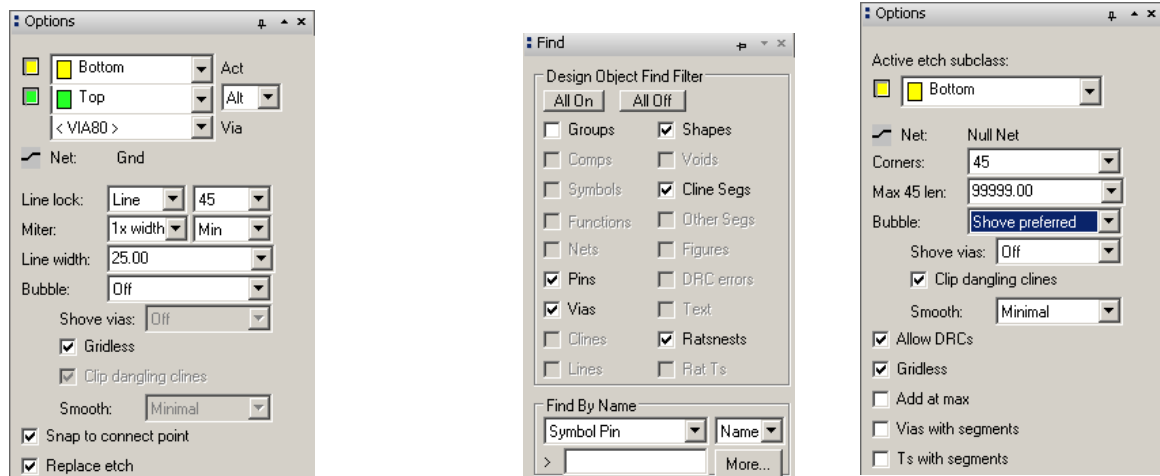 Options
Bottom Act
Top Alt
< VIA80 > Via
Net: Gnd
Line lock: Line 45
Miter: 1x width Min
Line width: 25.00
Bubble: Off
Shove vias: Off
Gridless
Clip dangling clines
Smooth: Minimal
Snap to connect point
Replace etch
Find
Design Object Find Filter
All On All Off
Groups Shapes
Comps Voids
Symbols Cline Segs
Functions Other Segs
Nets Figures
Pins DRC errors
Vias Text
Clines Ratsnests
Lines Rat Ts
Find By Name
Symbol Pin Name
> More...
Options
Active etch subclass:
Bottom
Net: Null Net
Corners: 45
Max 45 len: 99999.00
Bubble: Shove preferred
Shove vias: Off
Clip dangling clines
Smooth: Minimal
Allow DRCs
Gridless
Add at max
Vias with segments
Ts with segments